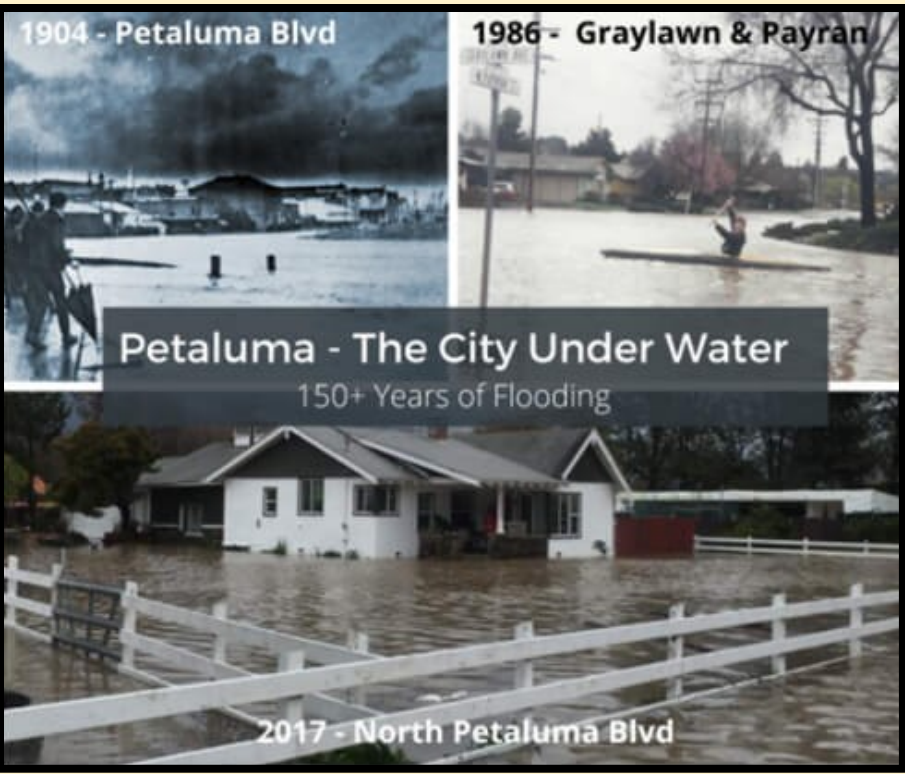 1904 - Petaluma Blvd
1986 - Graylawn & Payran
Petaluma - The City Under Water
150+ Years of Flooding
2017 - North Petaluma Blvd